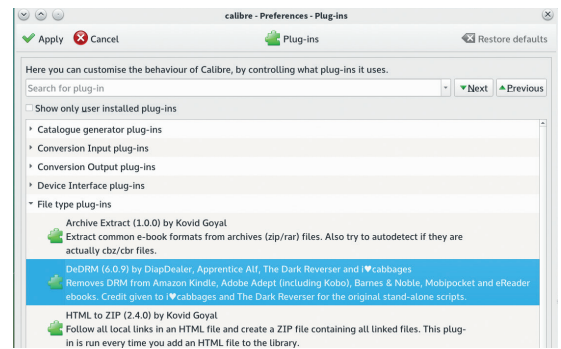 calibre - Preferences - Plug-ins
Apply Cancel Plug-ins Restore defaults
Here you can customise the behaviour of Calibre, by controlling what plug-ins it uses.
Search for plug-in Next Previous
Show only user installed plug-ins
Catalogue generator plug-ins
Conversion Input plug-ins
Conversion Output plug-ins
Device Interface plug-ins
File type plug-ins
Archive Extract (1.0.0) by Kovid Goyal
Extract common e-book formats from archives (zip/rar) files. Also try to autodetect if they are
actually cbz/cbr files.
DeDRM (6.0.9) by DiapDealer, Apprentice Alf, The Dark Reverser and i♥cabbages
Removes DRM from Amazon Kindle, Adobe Adept (including Kobo), Barnes & Noble, Mobipocket and eReader
ebooks. Credit given to i♥cabbages and The Dark Reverser for the original stand-alone scripts.
HTML to ZIP (2.4.0) by Kovid Goyal
Follow all local links in an HTML file and create a ZIP file containing all linked files. This plug-
in is run every time you add an HTML file to the library.